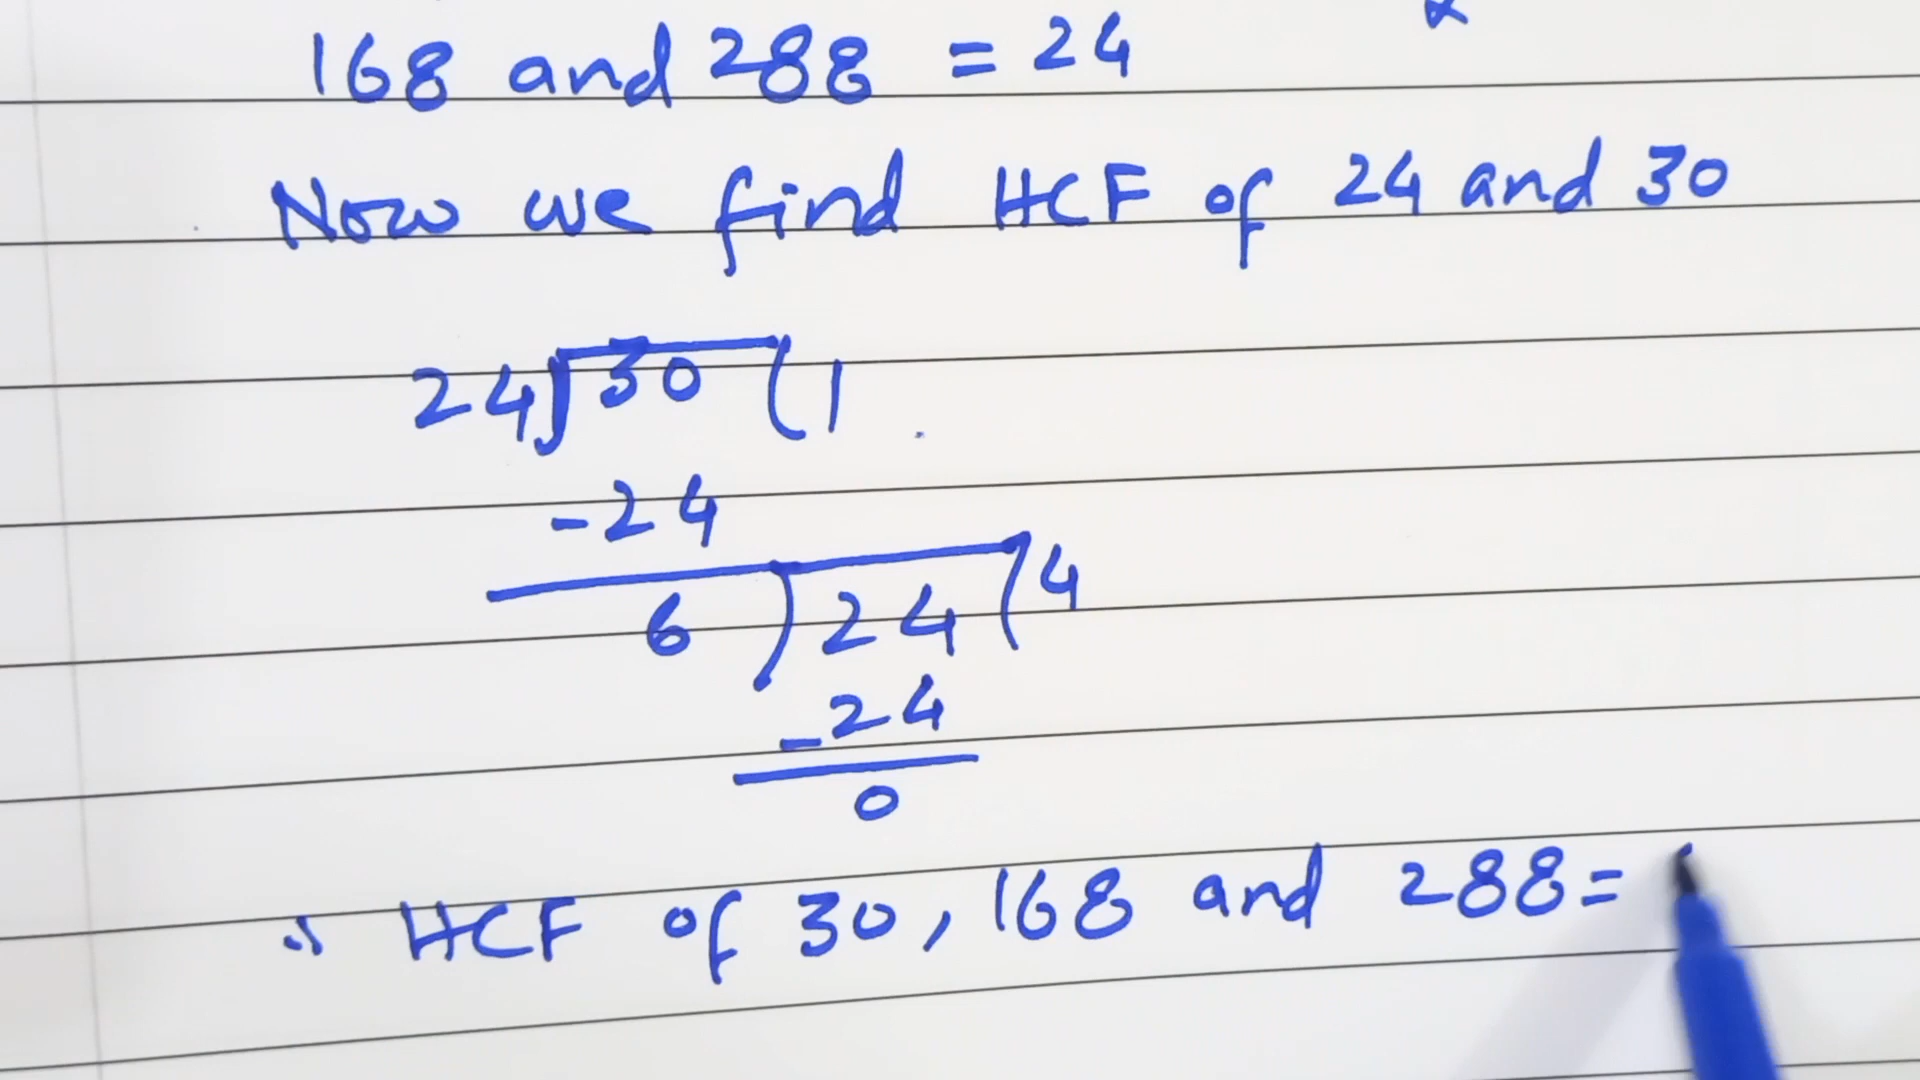 168 and 288 = 24
Now we find HCF of 24 and 30
24)30(1
-24
6)24(4
-24
0
∴ HCF of 30, 168 and 288 =